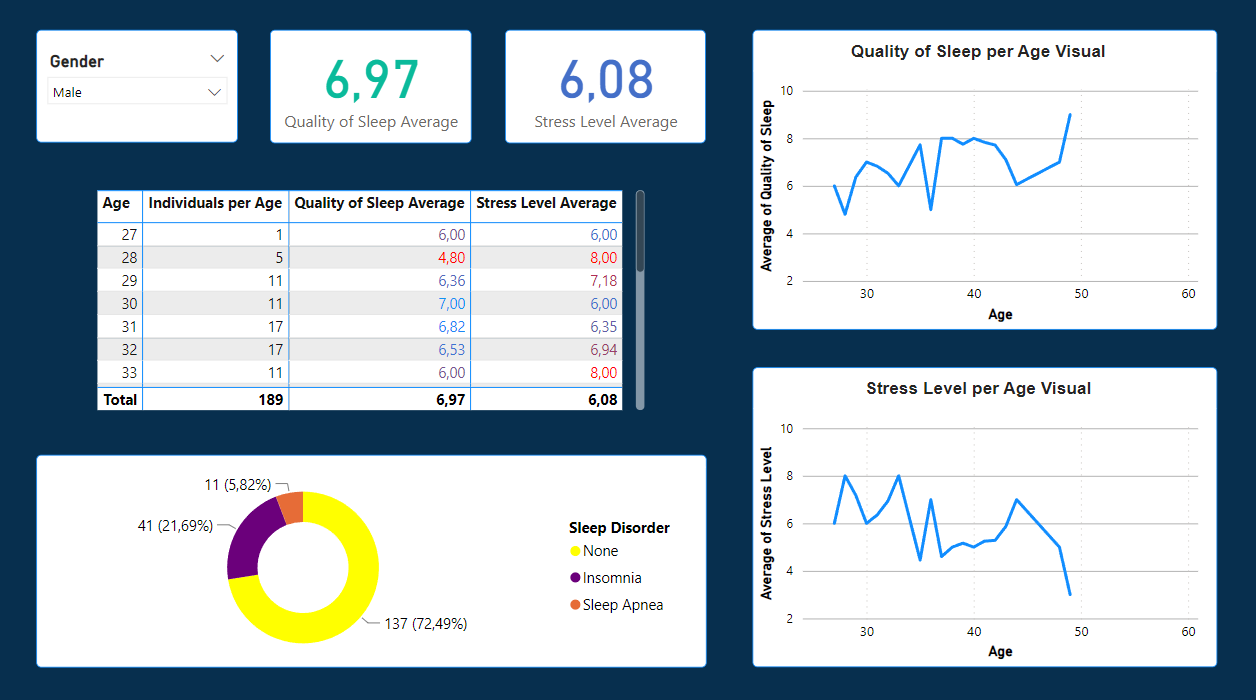 Gender
Male
6,97
Quality of Sleep Average
6,08
Stress Level Average
Age Individuals per Age Quality of Sleep Average Stress Level Average
27 1 6,00 6,00
28 5 4,80 8,00
29 11 6,36 7,18
30 11 7,00 6,00
31 17 6,82 6,35
32 17 6,53 6,94
33 11 6,00 8,00
Total 189 6,97 6,08
11 (5,82%)
41 (21,69%)
137 (72,49%)
Sleep Disorder
None
Insomnia
Sleep Apnea
Quality of Sleep per Age Visual
Average of Quality of Sleep
10
8
6
4
2
30 40 50 60
Age
Stress Level per Age Visual
Average of Stress Level
10
8
6
4
2
30 40 50 60
Age